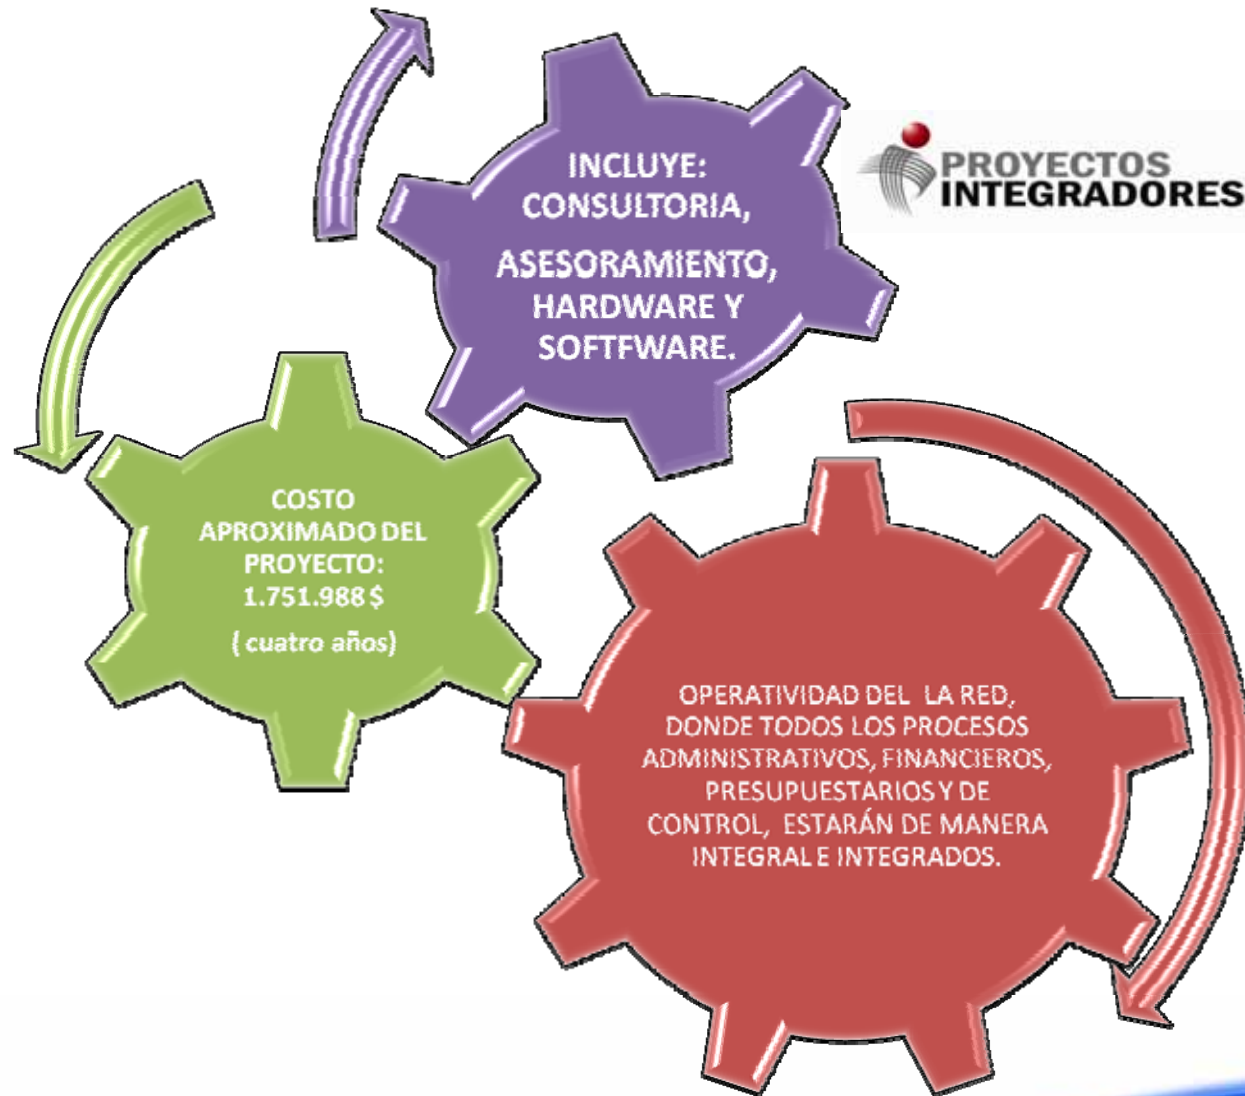 INCLUYE:
CONSULTORIA,
ASESORAMIENTO,
HARDWARE Y
SOFTFWARE.
PROYECTOS
INTEGRADORES
COSTO
APROXIMADO DEL
PROYECTO:
1.751.988 $
( cuatro años)
OPERATIVIDAD DEL LA RED,
DONDE TODOS LOS PROCESOS
ADMINISTRATIVOS, FINANCIEROS,
PRESUPUESTARIOS Y DE
CONTROL, ESTARÁN DE MANERA
INTEGRAL E INTEGRADOS.